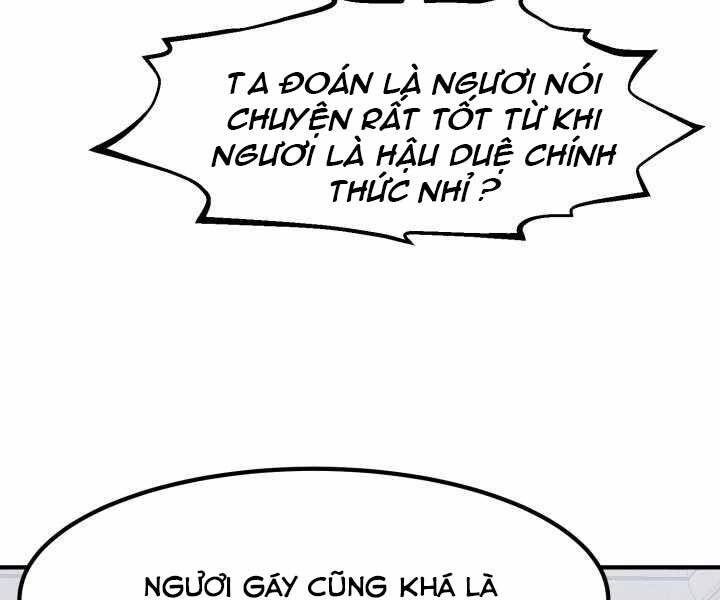 TA ĐOÁN LÀ NGƯƠI NÓI
CHUYỆN RẤT TỐT TỪ KHI
NGƯƠI LÀ HẬU DUỆ CHÍNH
THỨC NHỈ?
NGƯƠI GÁY CŨNG KHÁ LÀ